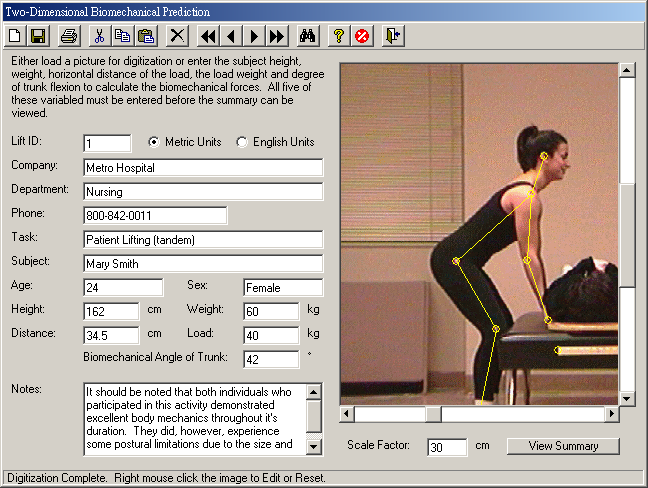 Two-Dimensional Biomechanical Prediction
Either load a picture for digitization or enter the subject height,
weight, horizontal distance of the load, the load weight and degree
of trunk flexion to calculate the biomechanical forces.  All five
of these variabled must be entered before the summary can be
viewed.
Lift ID: 1 Metric Units English Units
Company: Metro Hospital
Department: Nursing
Phone: 800-842-0011
Task: Patient Lifting (tandem)
Subject: Mary Smith
Age: 24 Sex: Female
Height: 162 cm Weight: 60 kg
Distance: 34.5 cm Load: 40 kg
Biomechanical Angle of Trunk: 42 °
Notes: It should be noted that both individuals who
participated in this activity demonstrated
excellent body mechanics throughout it's
duration.  They did, however, experience
some postural limitations due to the size and
Scale Factor: 30 cm View Summary
Digitization Complete.  Right mouse click the image to Edit or Reset.